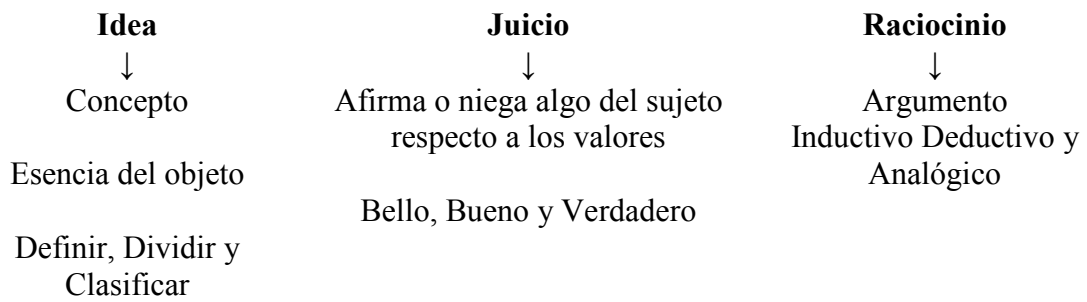 Idea
↓
Concepto
Esencia del objeto
Definir, Dividir y
Clasificar
Juicio
↓
Afirma o niega algo del sujeto
respecto a los valores
Bello, Bueno y Verdadero
Raciocinio
↓
Argumento
Inductivo Deductivo y
Analógico